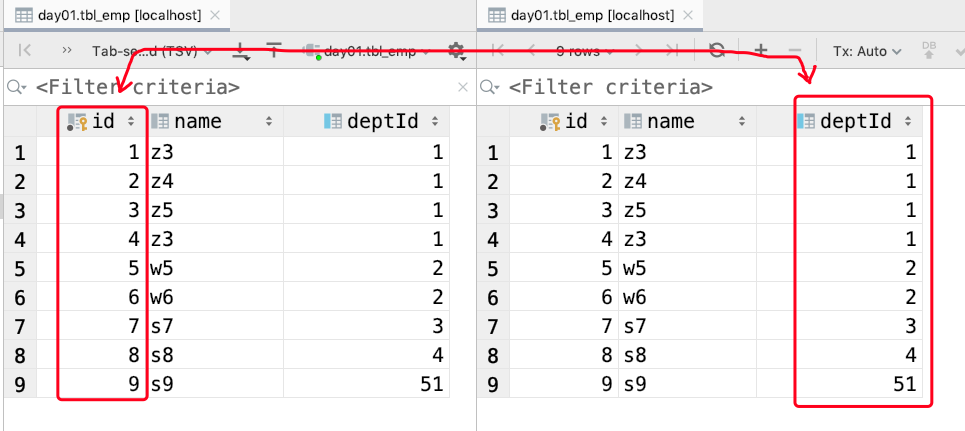 day01.tbl_emp [localhost]
Tab-se...d (TSV) day01.tbl_emp
<Filter criteria>
id name deptId
1 1 z3 1
2 2 z4 1
3 3 z5 1
4 4 z3 1
5 5 w5 2
6 6 w6 2
7 7 s7 3
8 8 s8 4
9 9 s9 51
day01.tbl_emp [localhost]
9 rows Tx: Auto DB
<Filter criteria>
id name deptId
1 1 z3 1
2 2 z4 1
3 3 z5 1
4 4 z3 1
5 5 w5 2
6 6 w6 2
7 7 s7 3
8 8 s8 4
9 9 s9 51